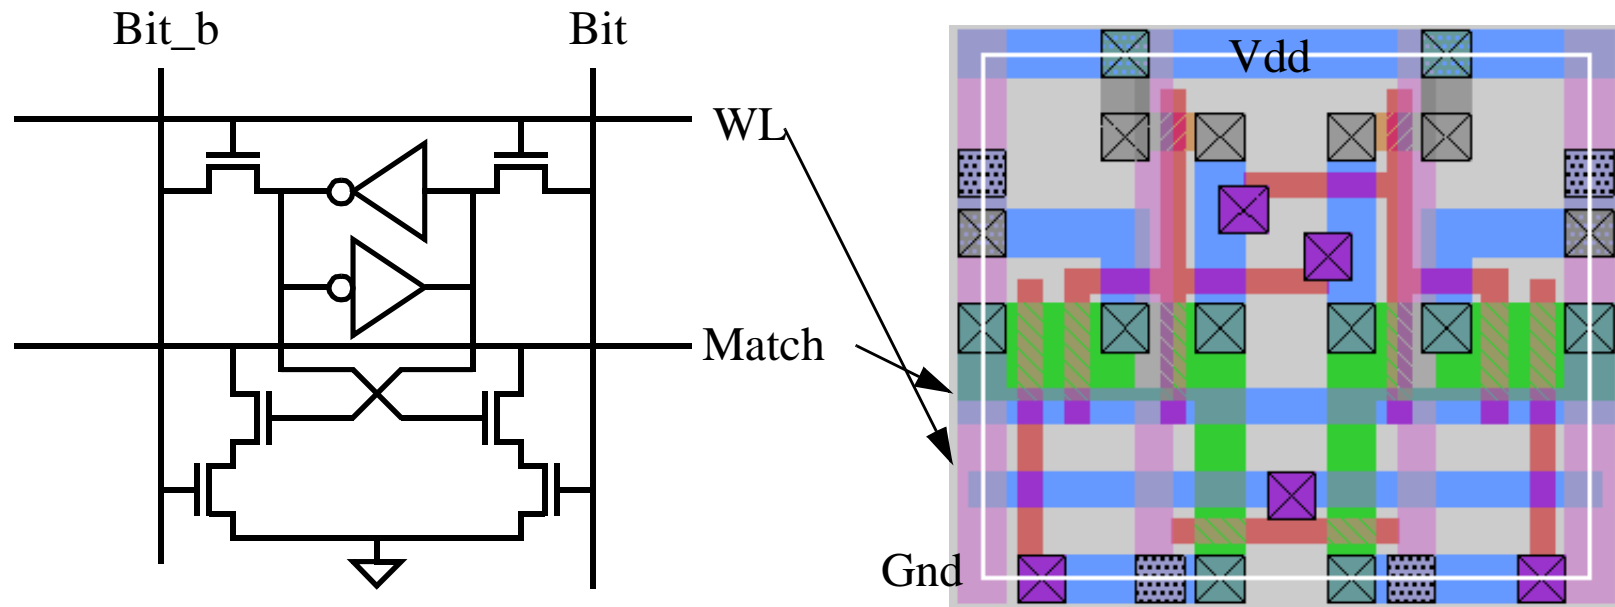 Bit_b
Bit
WL
Match
Vdd
Gnd